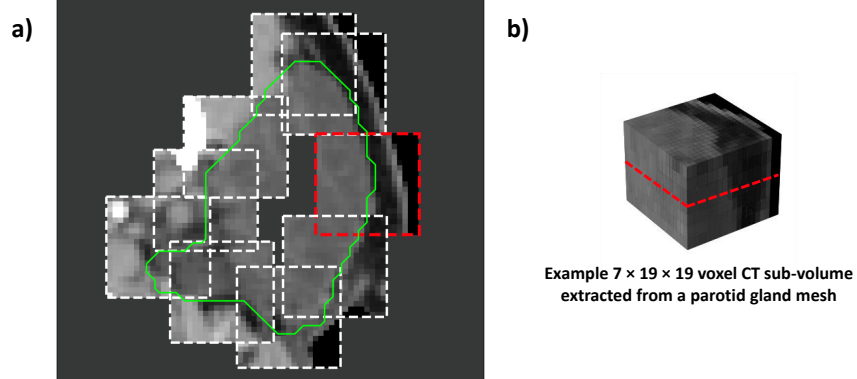 a)
b)
Example 7 × 19 × 19 voxel CT sub-volume
extracted from a parotid gland mesh